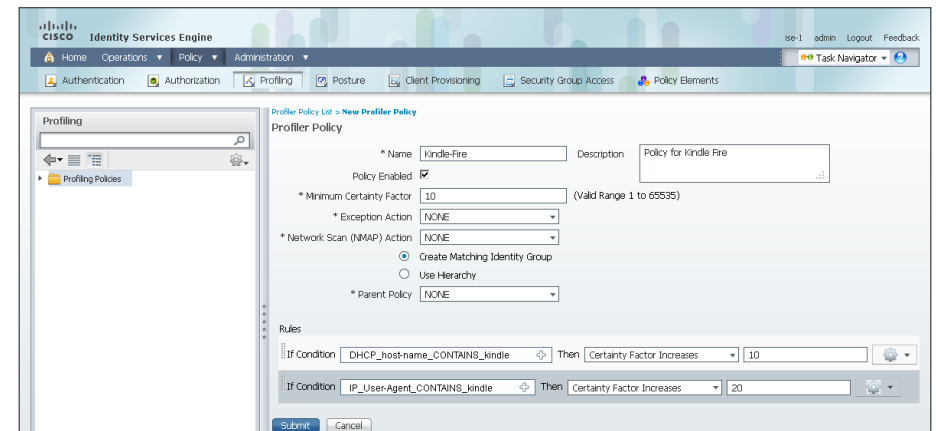 CISCO Identity Services Engine
ise-1 admin Logout Feedback
Home Operations Policy Administration
Task Navigator
Authentication Authorization Profiling Posture Client Provisioning Security Group Access Policy Elements
Profiling
Profiling Policies
Profiler Policy List > New Profiler Policy
Profiler Policy
* Name Kindle-Fire Description Policy for Kindle Fire
Policy Enabled
* Minimum Certainty Factor 10 (Valid Range 1 to 65535)
* Exception Action NONE
* Network Scan (NMAP) Action NONE
Create Matching Identity Group
Use Hierarchy
* Parent Policy NONE
Rules
If Condition DHCP_host-name_CONTAINS_kindle Then Certainty Factor Increases 10
If Condition IP_User-Agent_CONTAINS_kindle Then Certainty Factor Increases 20
Submit Cancel